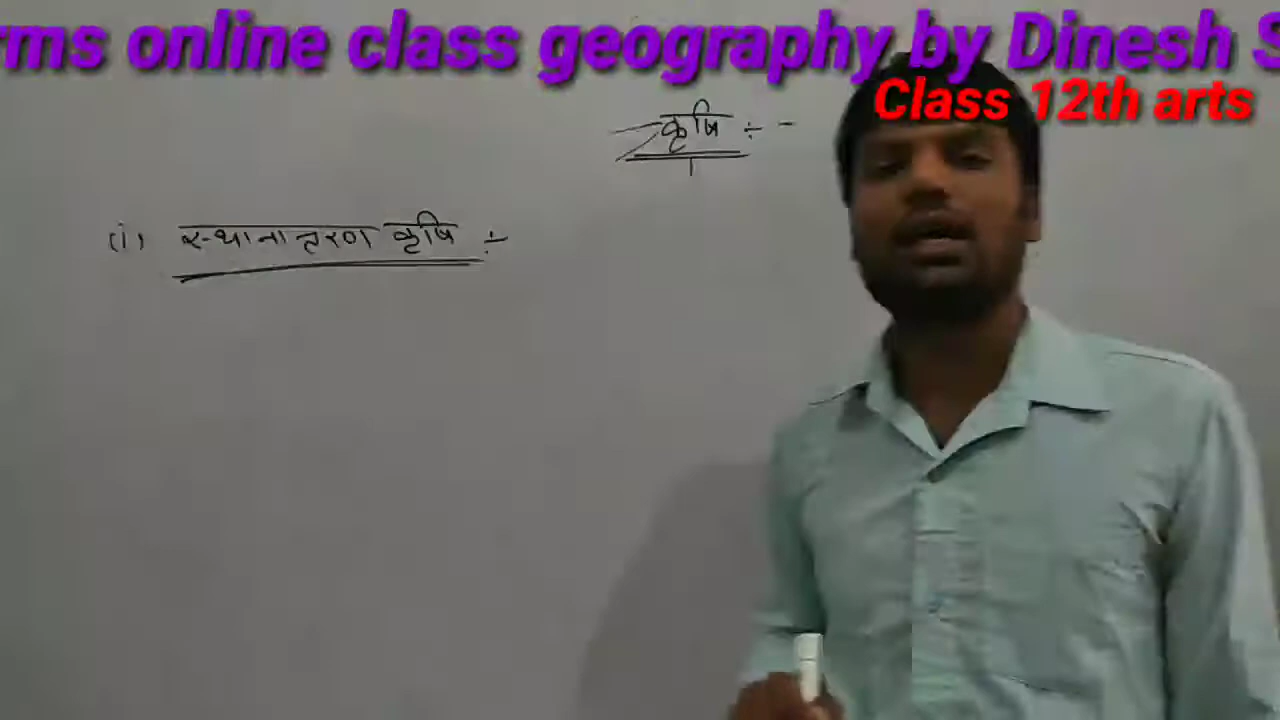 rms online class geography by Dinesh S
Class 12th arts
कृषि ÷ -
(i) स्थानान्तरण कृषि ÷